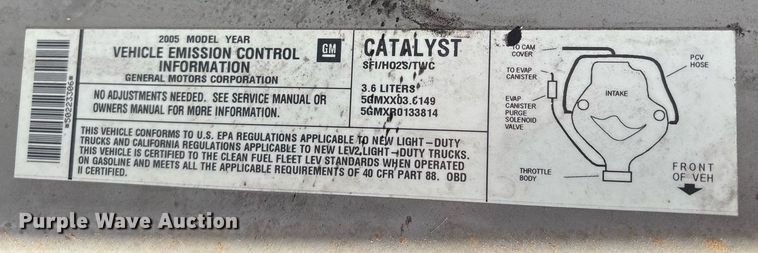 2005 MODEL YEAR
VEHICLE EMISSION CONTROL
INFORMATION
GENERAL MOTORS CORPORATION
GM
NO ADJUSTMENTS NEEDED. SEE SERVICE MANUAL OR
OWNERS MANUAL FOR MORE INFORMATION.
CATALYST
SFI/HO2S/TWC
3.6 LITERS
5GMXX03.6149
5GMXR0133814
THIS VEHICLE CONFORMS TO U.S. EPA REGULATIONS APPLICABLE TO NEW LIGHT-DUTY
TRUCKS AND CALIFORNIA REGULATIONS APPLICABLE TO NEW LEV2 LIGHT-DUTY TRUCKS.
THIS VEHICLE IS CERTIFIED TO THE CLEAN FUEL FLEET LEV STANDARDS WHEN OPERATED
ON GASOLINE AND MEETS ALL THE APPLICABLE REQUIREMENTS OF 40 CFR PART 88. OBD
II CERTIFIED.
TO CAM
COVER
TO EVAP
CANISTER
EVAP
CANISTER
PURGE
SOLENOID
VALVE
THROTTLE
BODY
INTAKE
PCV
HOSE
FRONT
OF VEH
Purple Wave Auction